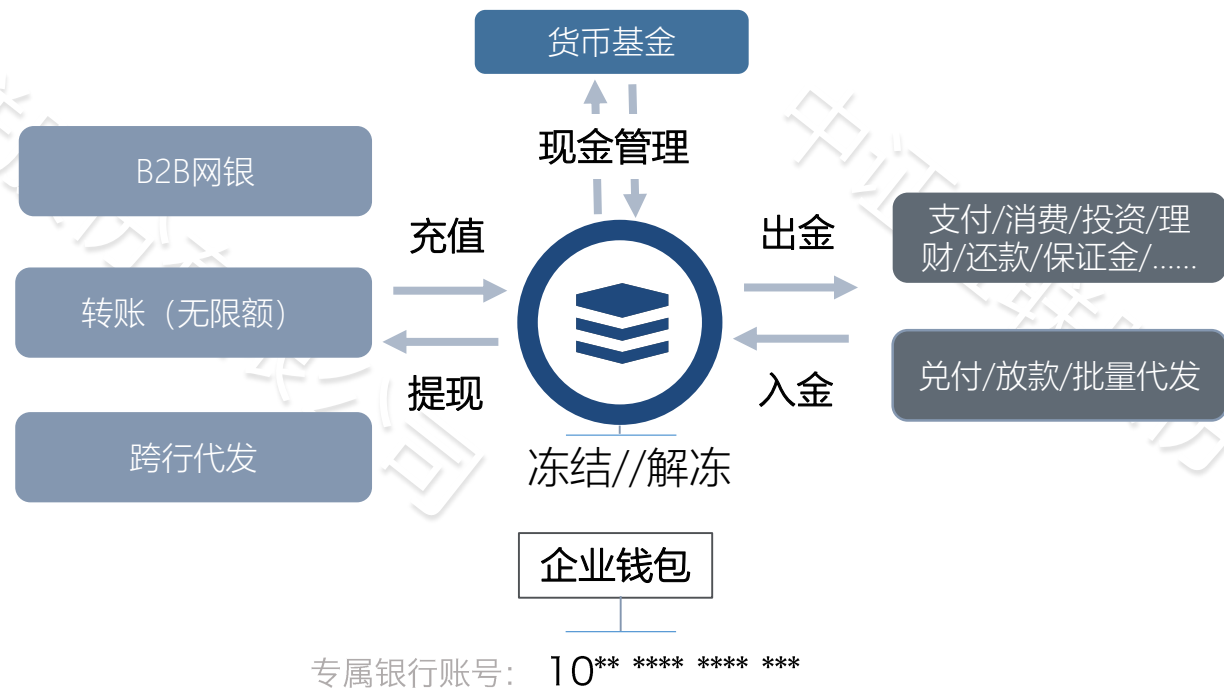 货币基金
现金管理
B2B网银
转账（无限额）
跨行代发
充值
提现
出金
入金
支付/消费/投资/理
财/还款/保证金/......
兑付/放款/批量代发
冻结//解冻
企业钱包
专属银行账号： 10** **** **** ***